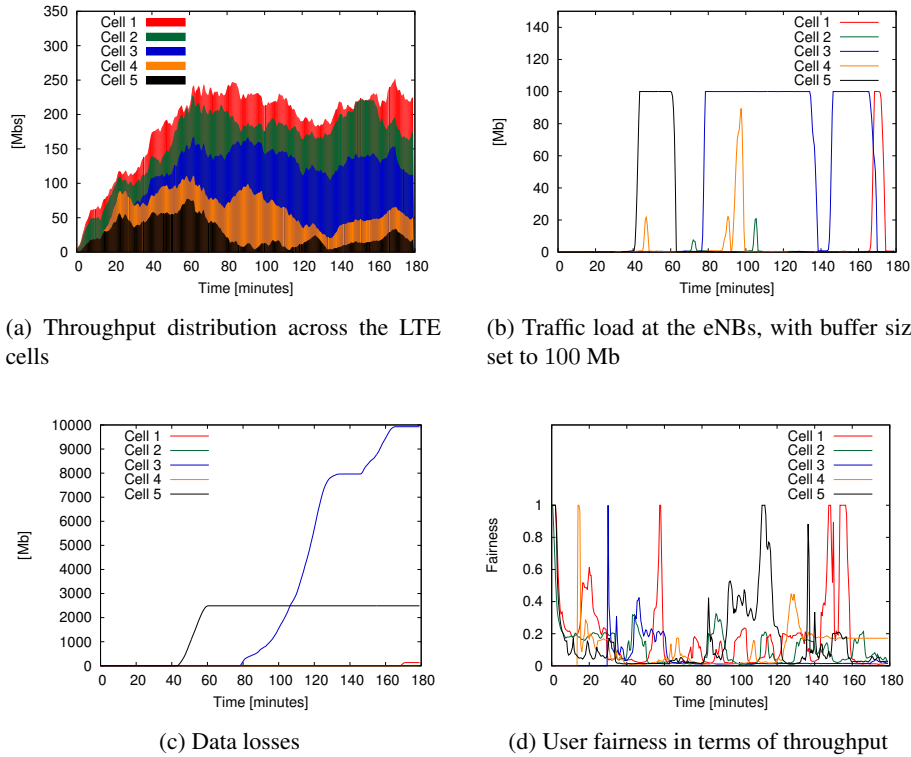 Cell 1
Cell 2
Cell 3
Cell 4
Cell 5
350
300
250
200
150
100
50
0
[Mbs]
0 20 40 60 80 100 120 140 160 180
Time [minutes]
(a) Throughput distribution across the LTE
cells
Cell 1
Cell 2
Cell 3
Cell 4
Cell 5
140
120
100
80
60
40
20
0
[Mb]
0 20 40 60 80 100 120 140 160 180
Time [minutes]
(b) Traffic load at the eNBs, with buffer siz
set to 100 Mb
Cell 1
Cell 2
Cell 3
Cell 4
Cell 5
10000
9000
8000
7000
6000
5000
4000
3000
2000
1000
0
[Mb]
0 20 40 60 80 100 120 140 160 180
Time [minutes]
(c) Data losses
Cell 1
Cell 2
Cell 3
Cell 4
Cell 5
1
0.8
0.6
0.4
0.2
0
Fairness
0 20 40 60 80 100 120 140 160 180
Time [minutes]
(d) User fairness in terms of throughput